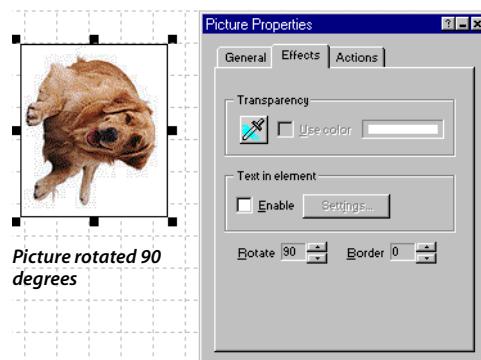 Picture Properties
General Effects Actions
Transparency
Use color
Text in element
Enable Settings...
Rotate 90 Border 0
Picture rotated 90
degrees